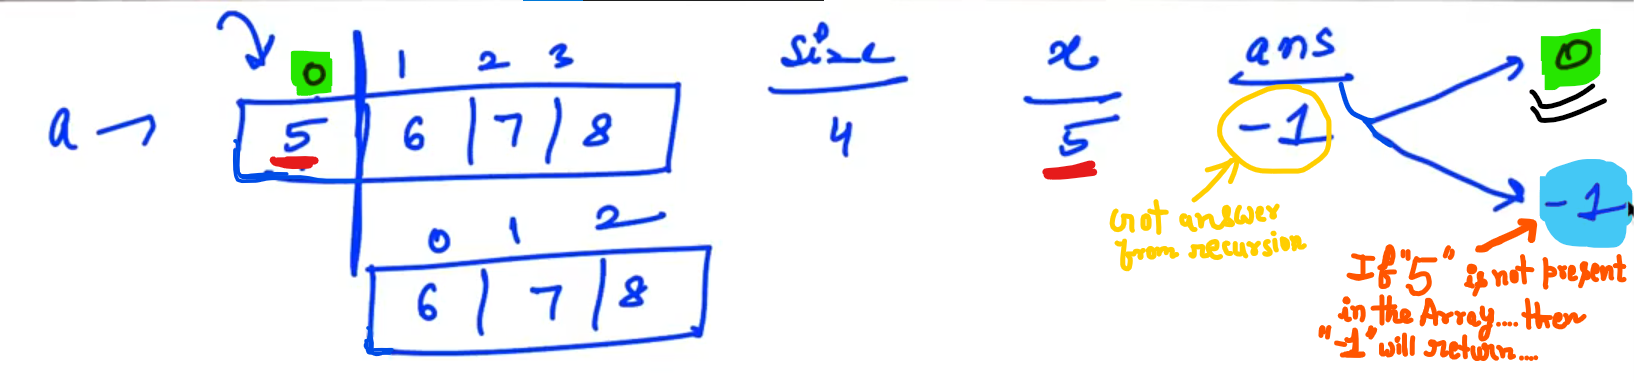 0 1 2 3 size x ans 0
a → 5 6 7 8 4 5 -1
-1
0 1 2
Got answer
from recursion
6 7 8
If "5" is not present
in the Array.... then
"-1" will return....